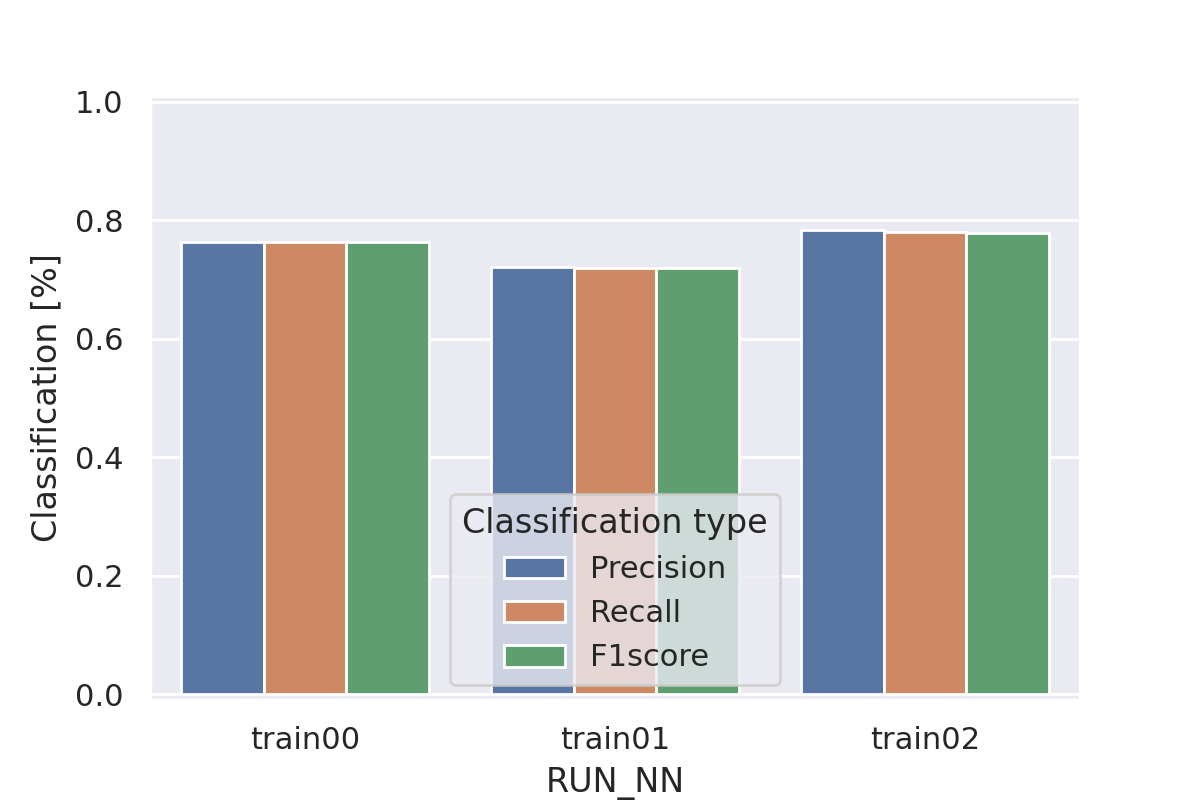 Classification [%]
1.0
0.8
0.6
0.4
0.2
0.0
Classification type
Precision
Recall
F1score
train00
train01
train02
RUN_NN